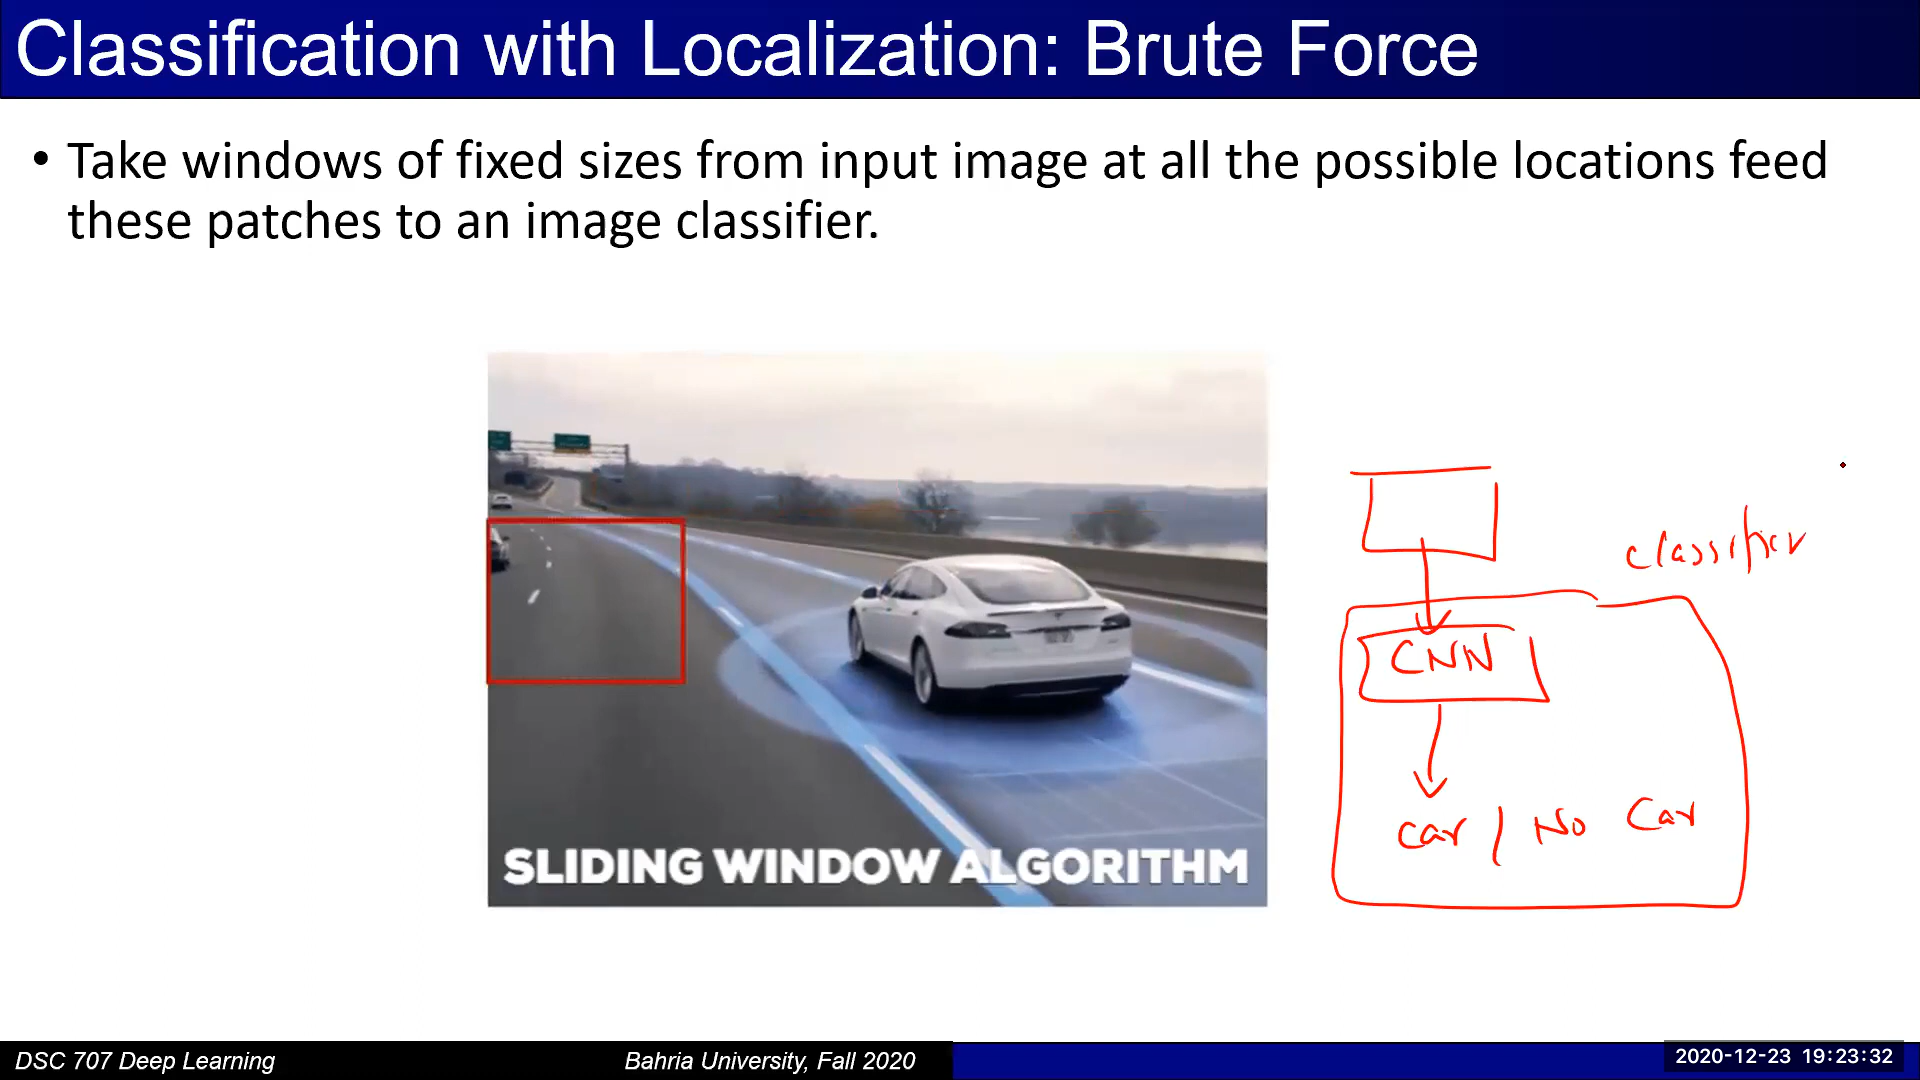 Classification with Localization: Brute Force
• Take windows of fixed sizes from input image at all the possible locations feed
these patches to an image classifier.
classifier
CNN
car / No Car
SLIDING WINDOW ALGORITHM
DSC 707 Deep Learning
Bahria University, Fall 2020
2020-12-23 19:23:32